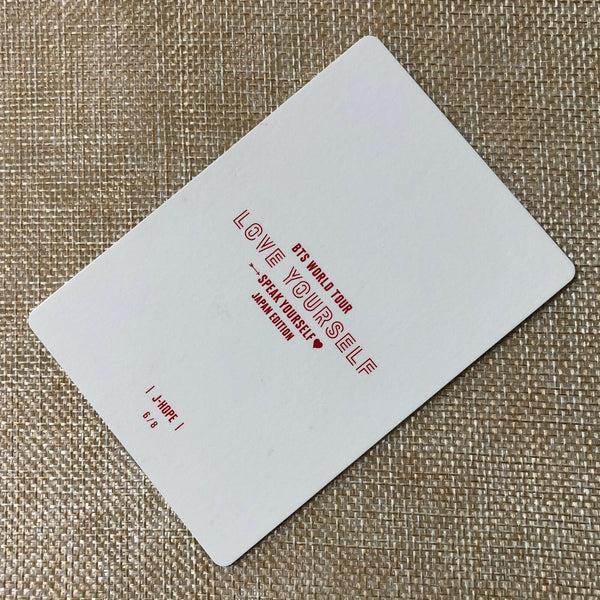 BTS WORLD TOUR
LOVE YOURSELF
SPEAK YOURSELF
JAPAN EDITION
| J-HOPE |
6/8